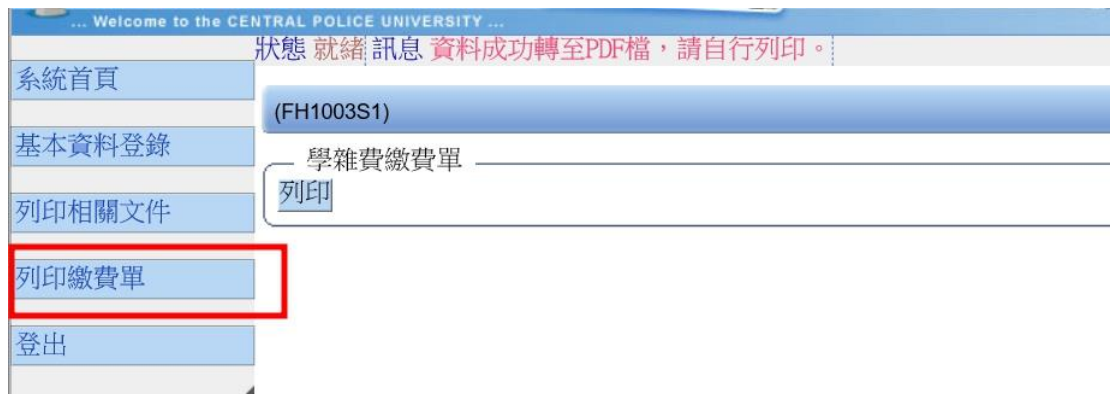 ... Welcome to the CENTRAL POLICE UNIVERSITY ...
狀態 就緒 訊息 資料成功轉至PDF檔，請自行列印。
系統首頁
(FH1003S1)
基本資料登錄
學雜費繳費單
列印
列印相關文件
列印繳費單
登出